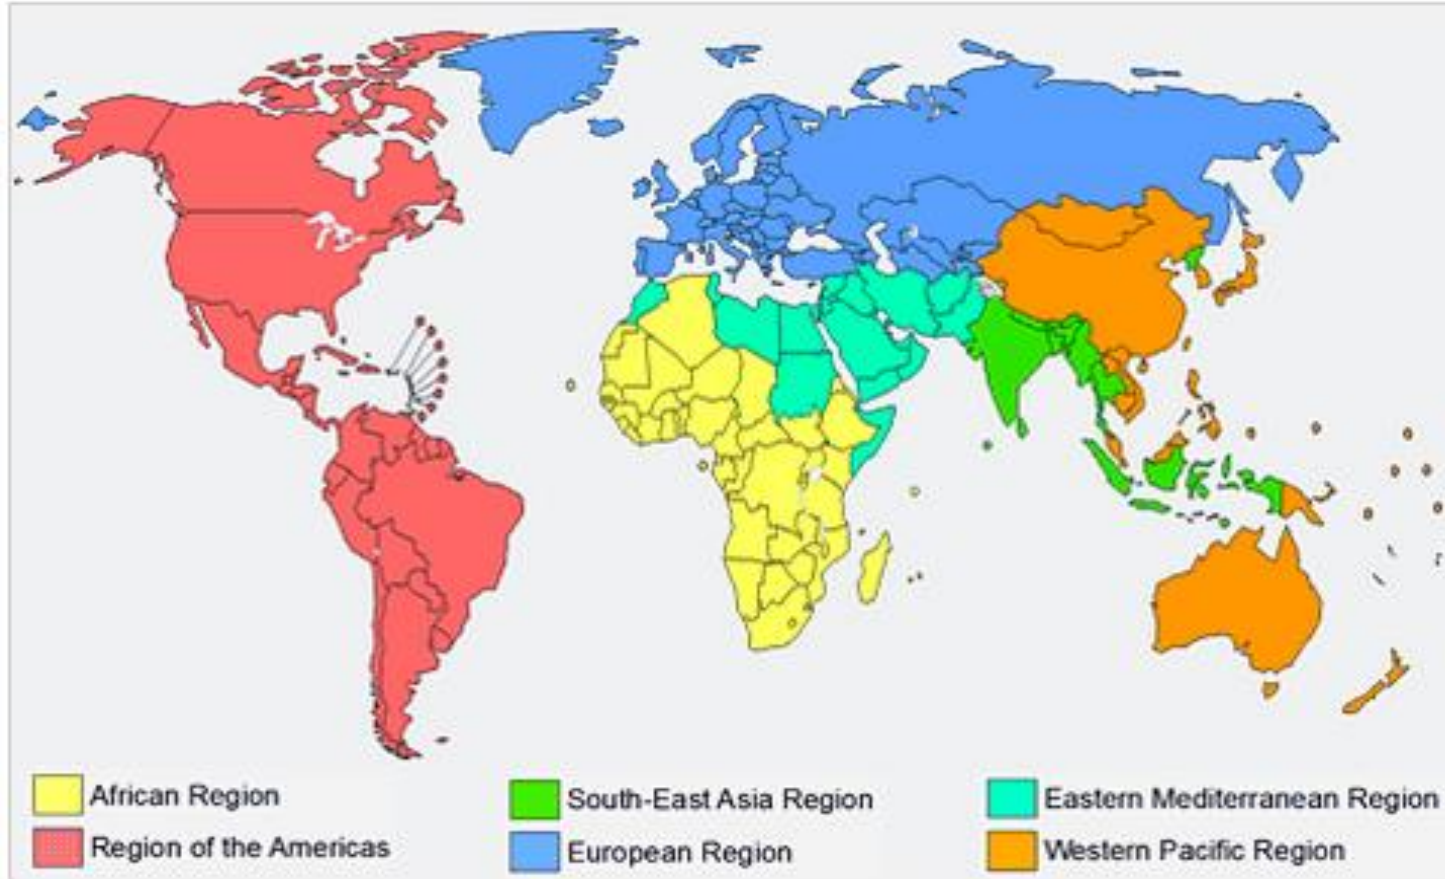 African Region
South-East Asia Region
Eastern Mediterranean Region
Region of the Americas
European Region
Western Pacific Region